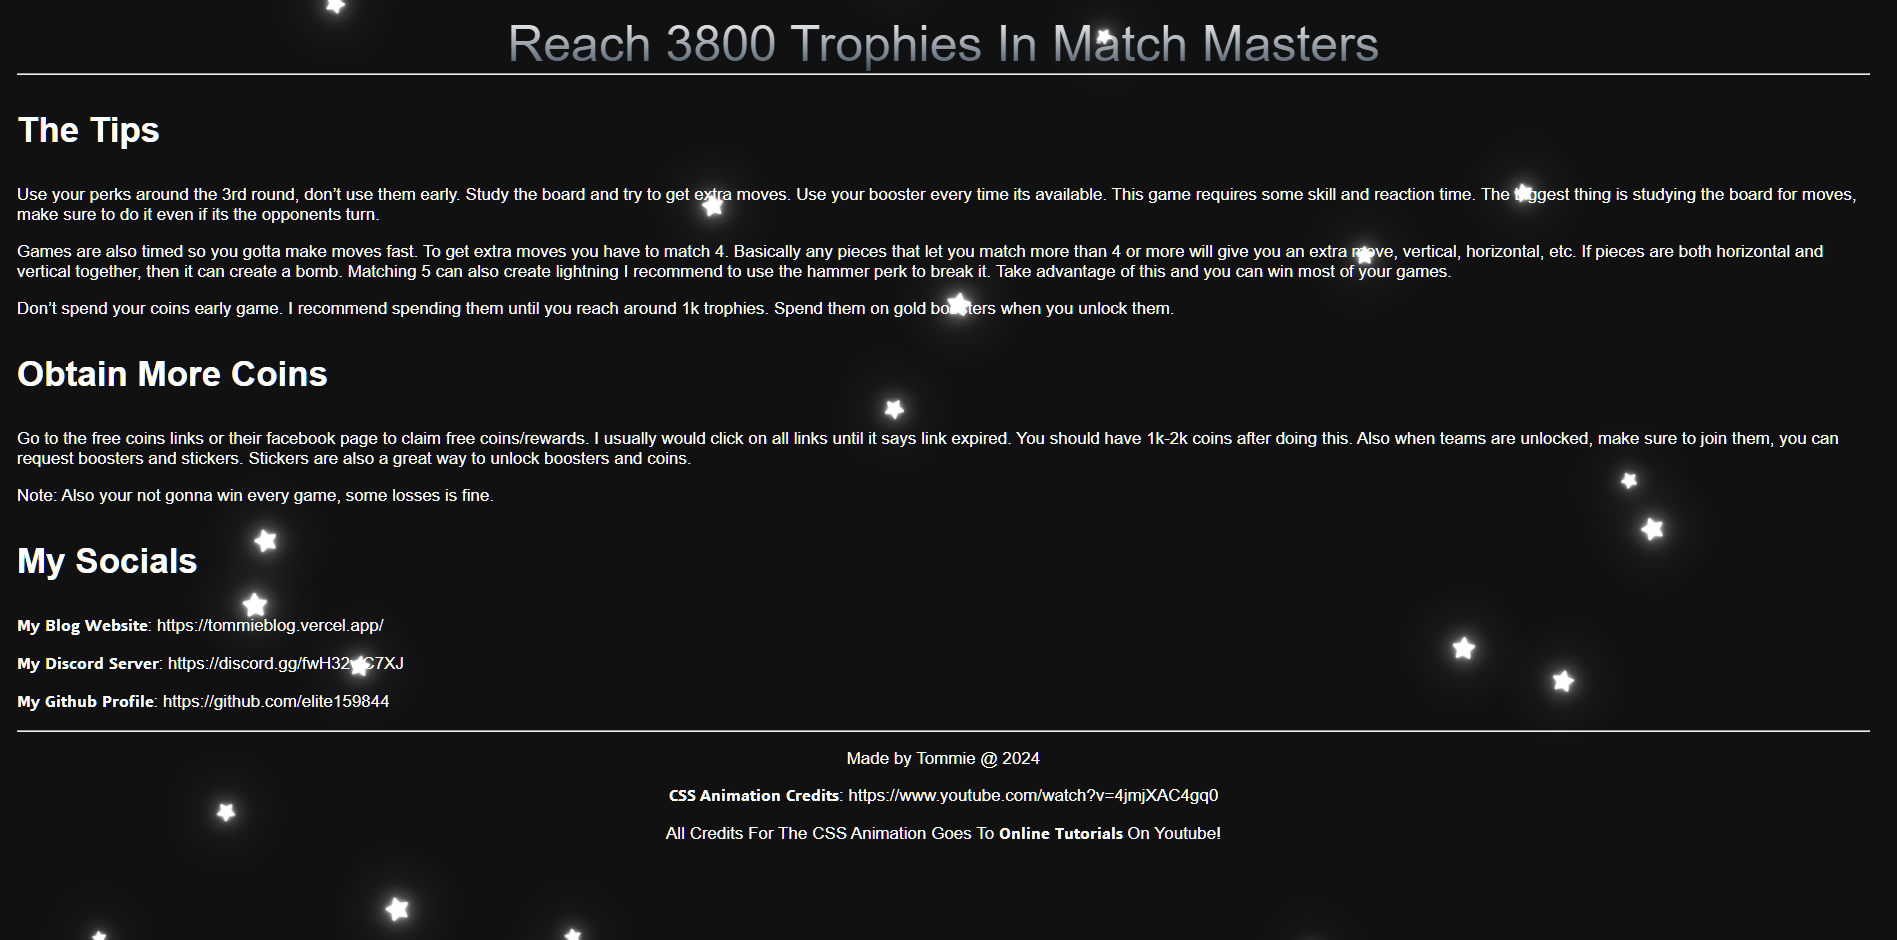 Reach 3800 Trophies In Match Masters
The Tips
Use your perks around the 3rd round, don’t use them early. Study the board and try to get extra moves. Use your booster every time its available. This game requires some skill and reaction time. The biggest thing is studying the board for moves,
make sure to do it even if its the opponents turn.
Games are also timed so you gotta make moves fast. To get extra moves you have to match 4. Basically any pieces that let you match more than 4 or more will give you an extra move, vertical, horizontal, etc. If pieces are both horizontal and
vertical together, then it can create a bomb. Matching 5 can also create lightning I recommend to use the hammer perk to break it. Take advantage of this and you can win most of your games.
Don’t spend your coins early game. I recommend spending them until you reach around 1k trophies. Spend them on gold boosters when you unlock them.
Obtain More Coins
Go to the free coins links or their facebook page to claim free coins/rewards. I usually would click on all links until it says link expired. You should have 1k-2k coins after doing this. Also when teams are unlocked, make sure to join them, you can
request boosters and stickers. Stickers are also a great way to unlock boosters and coins.
Note: Also your not gonna win every game, some losses is fine.
My Socials
My Blog Website: https://tommieblog.vercel.app/
My Discord Server:
My Github Profile: https://github.com/elite159844
Made by Tommie @ 2024
CSS Animation Credits: https://www.youtube.com/watch?v=4jmjXAC4gq0
All Credits For The CSS Animation Goes To Online Tutorials On Youtube!